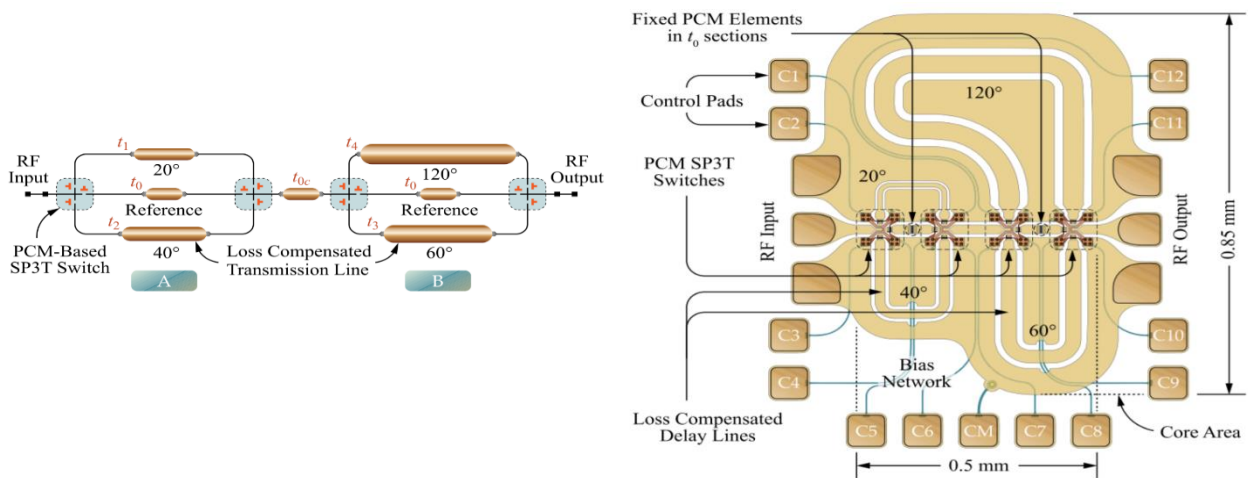 t1
20°
RF
Input
t0
Reference
t0c
t2
40°
PCM-Based
SP3T Switch
Loss Compensated
Transmission Line
A
t4
120°
RF
Output
t0
Reference
t3
60°
B
Fixed PCM Elements
in t0 sections
C1
Control Pads
C2
PCM SP3T
Switches
120°
20°
C12
C11
RF Input
RF Output
0.85 mm
40°
60°
C3
C4
Bias
Network
C10
C9
Loss Compensated
Delay Lines
C5
C6
CM
C7
C8
Core Area
0.5 mm